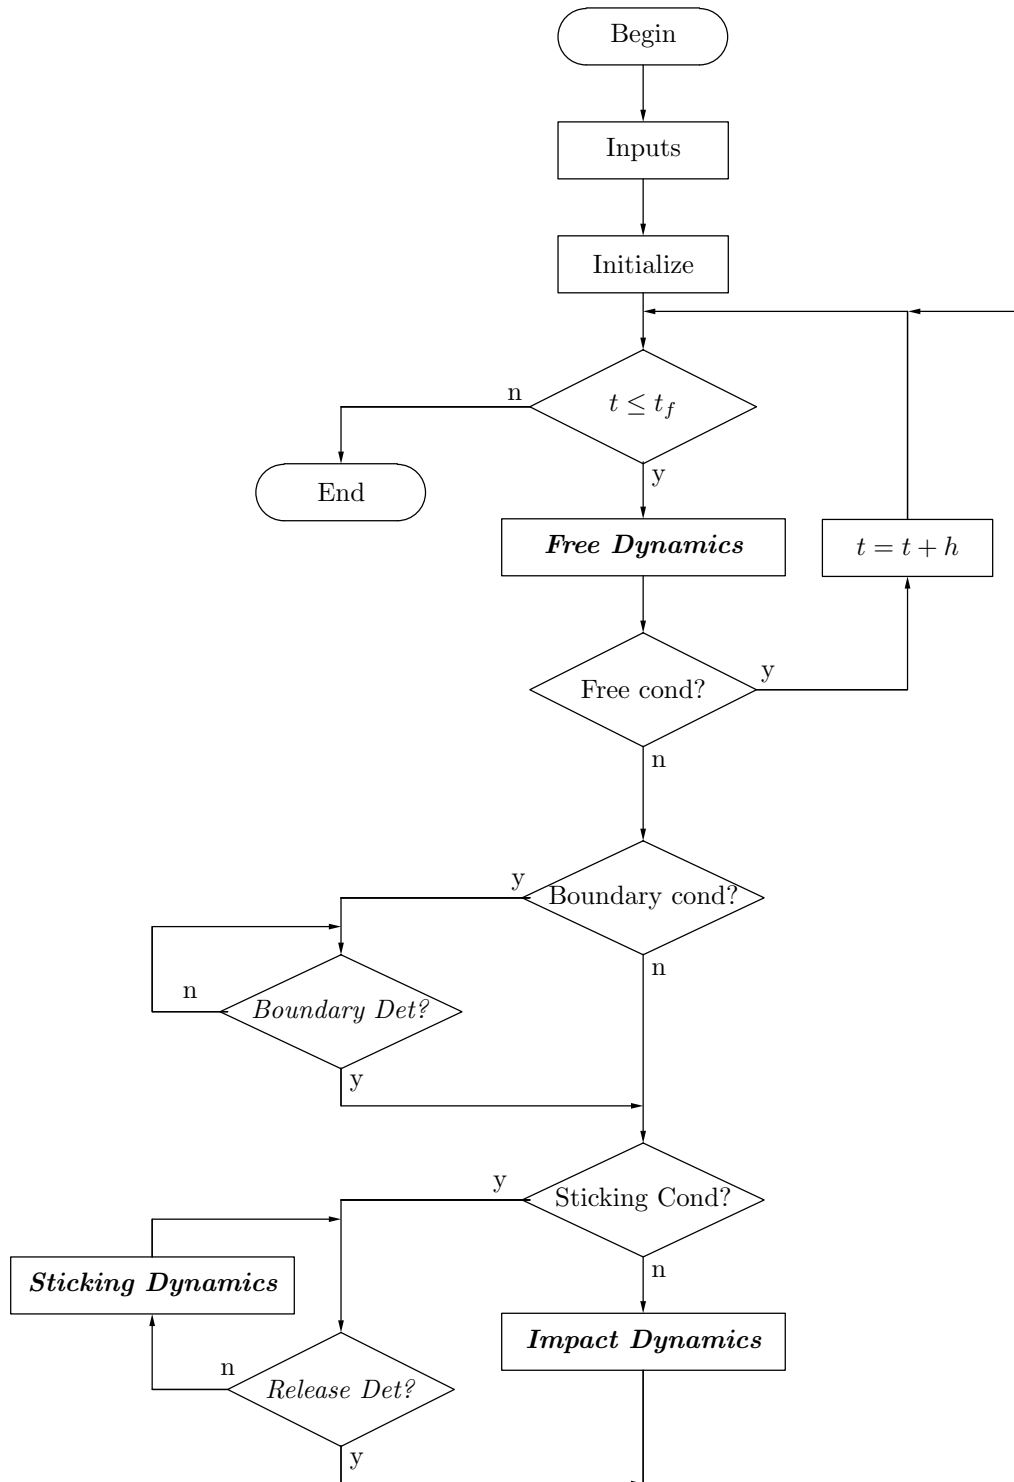 Begin
Inputs
Initialize
n
t ≤ t_f
y
End
Free Dynamics
t = t + h
Free cond?
y
n
y
Boundary cond?
n
n
Boundary Det?
y
y
Sticking Cond?
n
Sticking Dynamics
Impact Dynamics
n
Release Det?
y